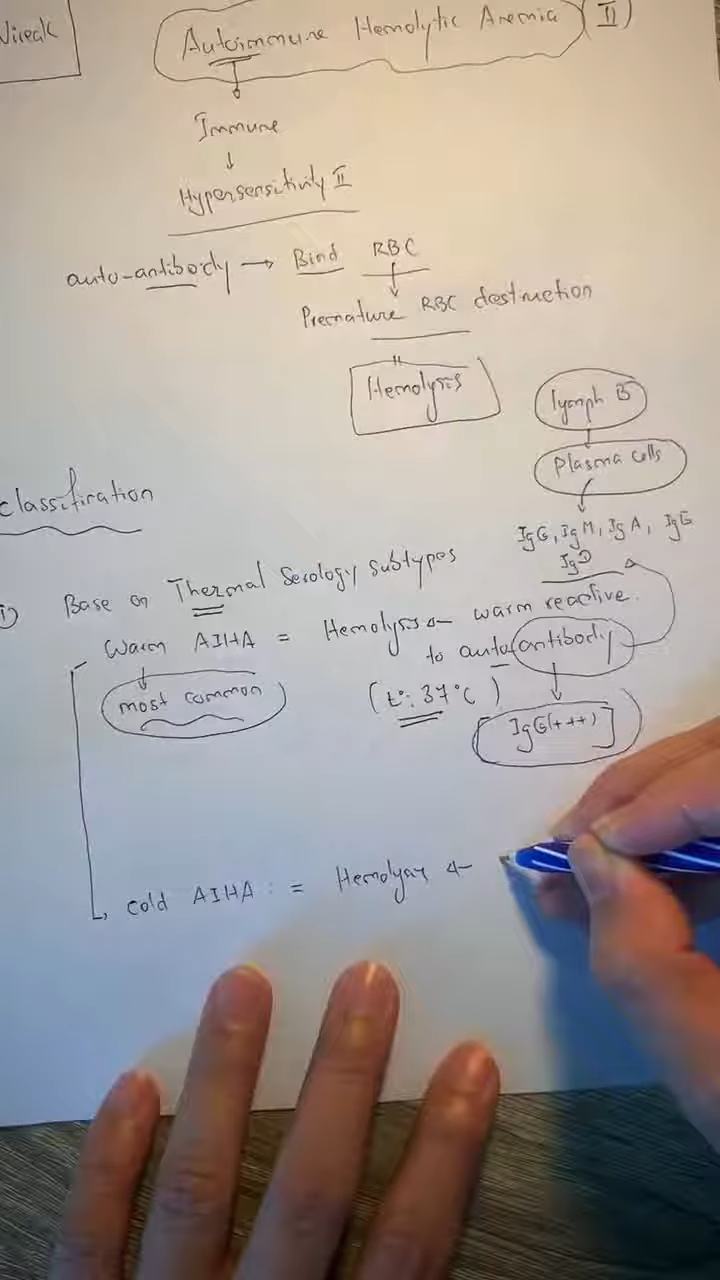 Vireak
Autoimmune Hemolytic Anemia (II)
Immune
Hypersensitivity II
auto-antibody → Bind RBC
Premature RBC destruction
Hemolysis
lymph B
Plasma cells
IgG, IgM, IgA, IgE
IgD
classification
1) Base on Thermal Serology subtypes
Warm AIHA = Hemolysis ← warm reactive.
to auto antibody
most common
(t°: 37°C)
IgG(+++)
cold AIHA : = Hemolysis ←